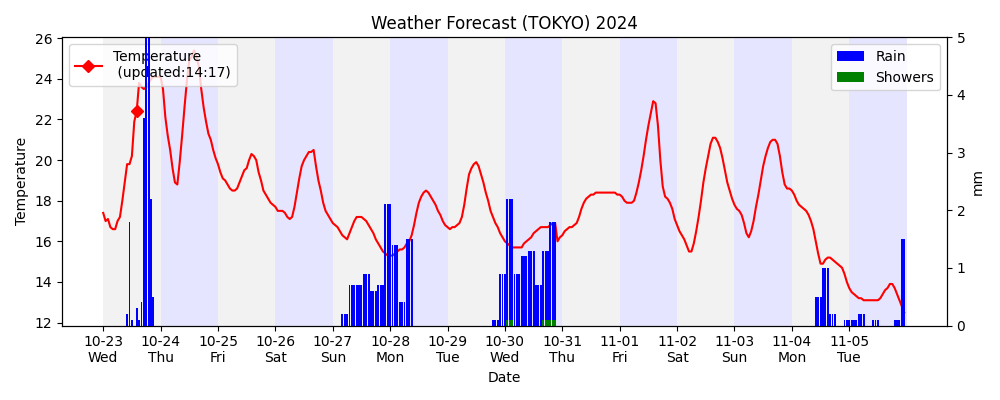 Weather Forecast (TOKYO) 2024
Temperature
(updated:14:17)
Rain
Showers
Temperature
26
24
22
20
18
16
14
12
5
4
3
2
1
0
mm
10-23 10-24 10-25 10-26 10-27 10-28 10-29 10-30 10-31 11-01 11-02 11-03 11-04 11-05
Wed Thu Fri Sat Sun Mon Tue Wed Thu Fri Sat Sun Mon Tue
Date